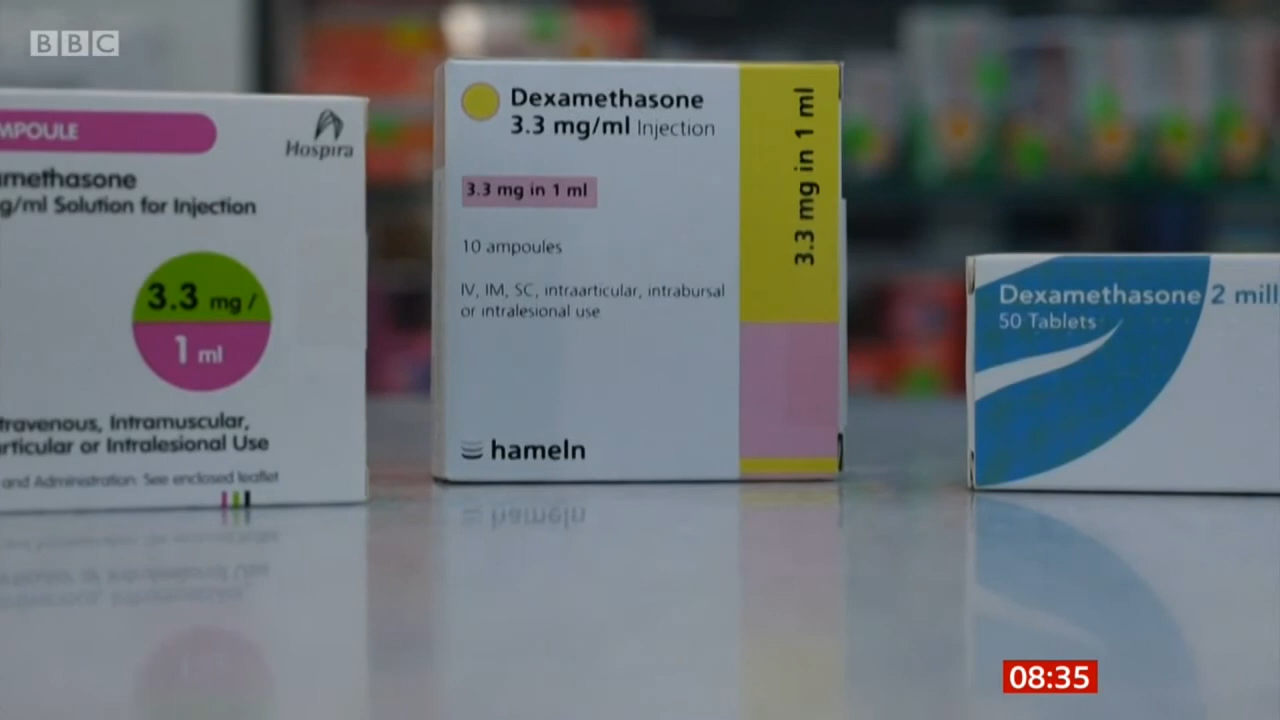 BBC
MPOULE
Hospira
methasone
g/ml Solution for Injection
3.3 mg/
1 ml
travenous, Intramuscular,
rticular or Intralesional Use
and Administration: See enclosed leaflet
Dexamethasone
3.3 mg/ml Injection
3.3 mg in 1 ml
10 ampoules
IV, IM, SC, intraarticular, intrabursal
or intralesional use
hameln
3.3 mg in 1 ml
Dexamethasone 2 mill
50 Tablets
08:35